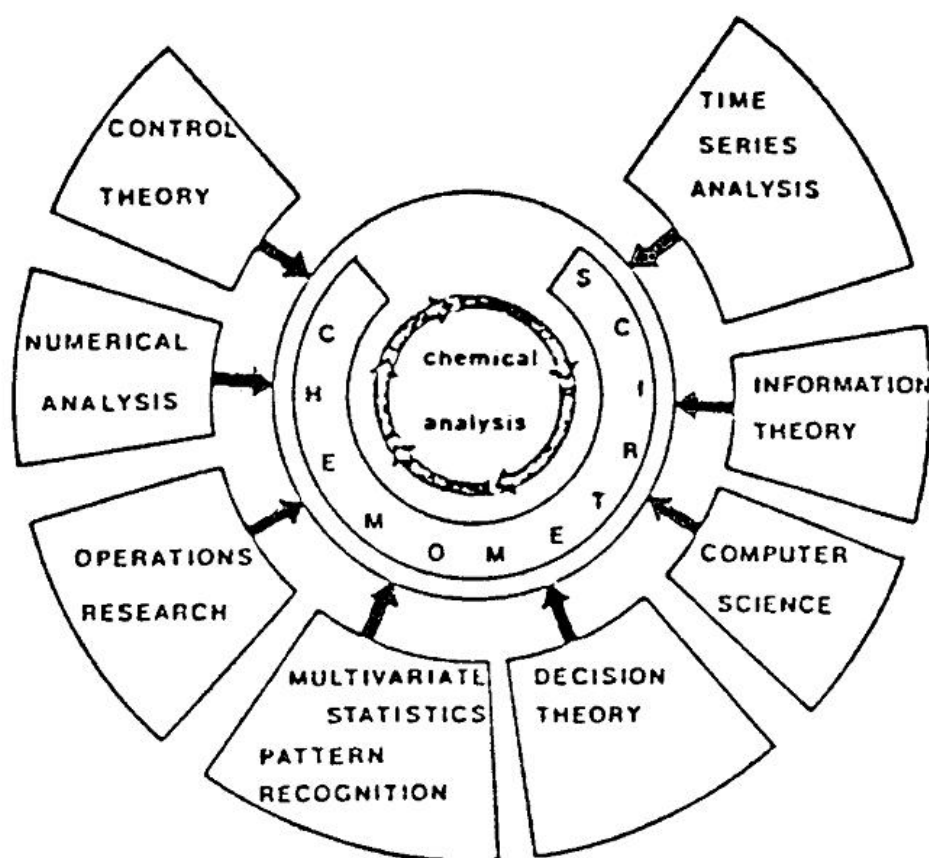 CONTROL
THEORY
TIME
SERIES
ANALYSIS
NUMERICAL
ANALYSIS
CHEMOMETRICS
Chemical
analysis
INFORMATION
THEORY
OPERATIONS
RESEARCH
COMPUTER
SCIENCE
MULTIVARIATE
STATISTICS
PATTERN
RECOGNITION
DECISION
THEORY